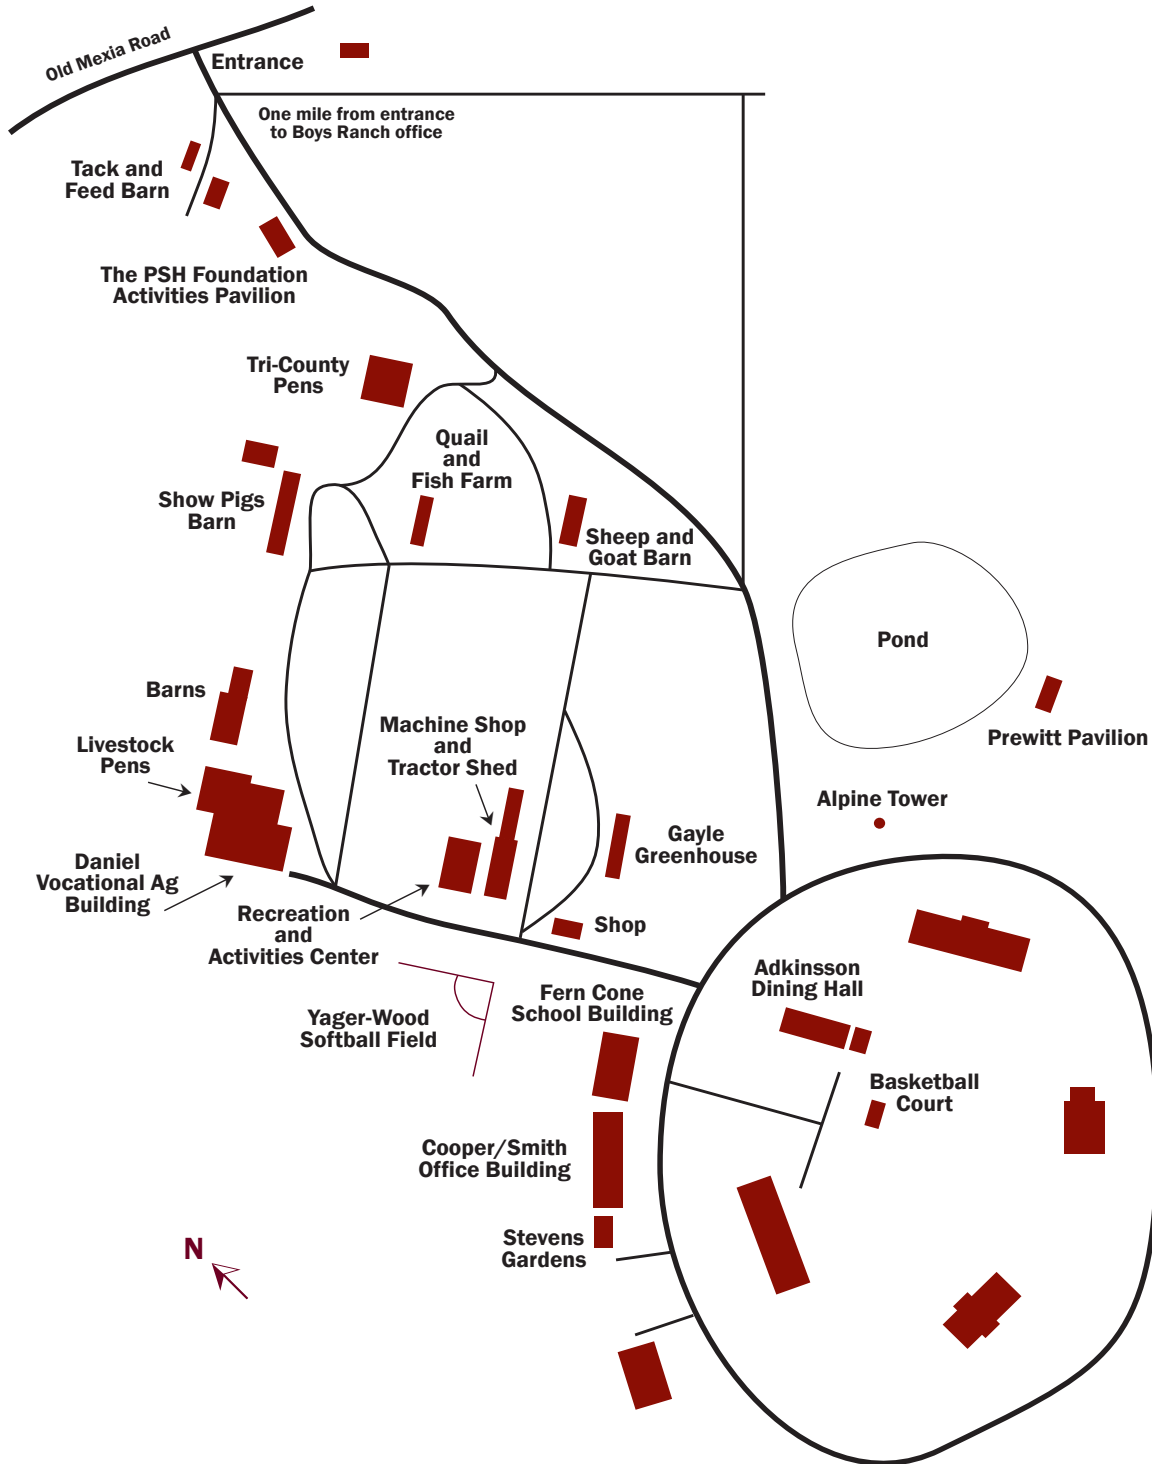 Old Mexia Road
Entrance
One mile from entrance
to Boys Ranch office
Tack and
Feed Barn
The PSH Foundation
Activities Pavilion
Tri-County
Pens
Quail
and
Fish Farm
Show Pigs
Barn
Sheep and
Goat Barn
Pond
Barns
Prewitt Pavilion
Machine Shop
and
Tractor Shed
Livestock
Pens
Alpine Tower
Gayle
Greenhouse
Daniel
Vocational Ag
Building
Recreation
and
Activities Center
Shop
Adkinsson
Dining Hall
Fern Cone
School Building
Yager-Wood
Softball Field
Basketball
Court
Cooper/Smith
Office Building
Stevens
Gardens
N